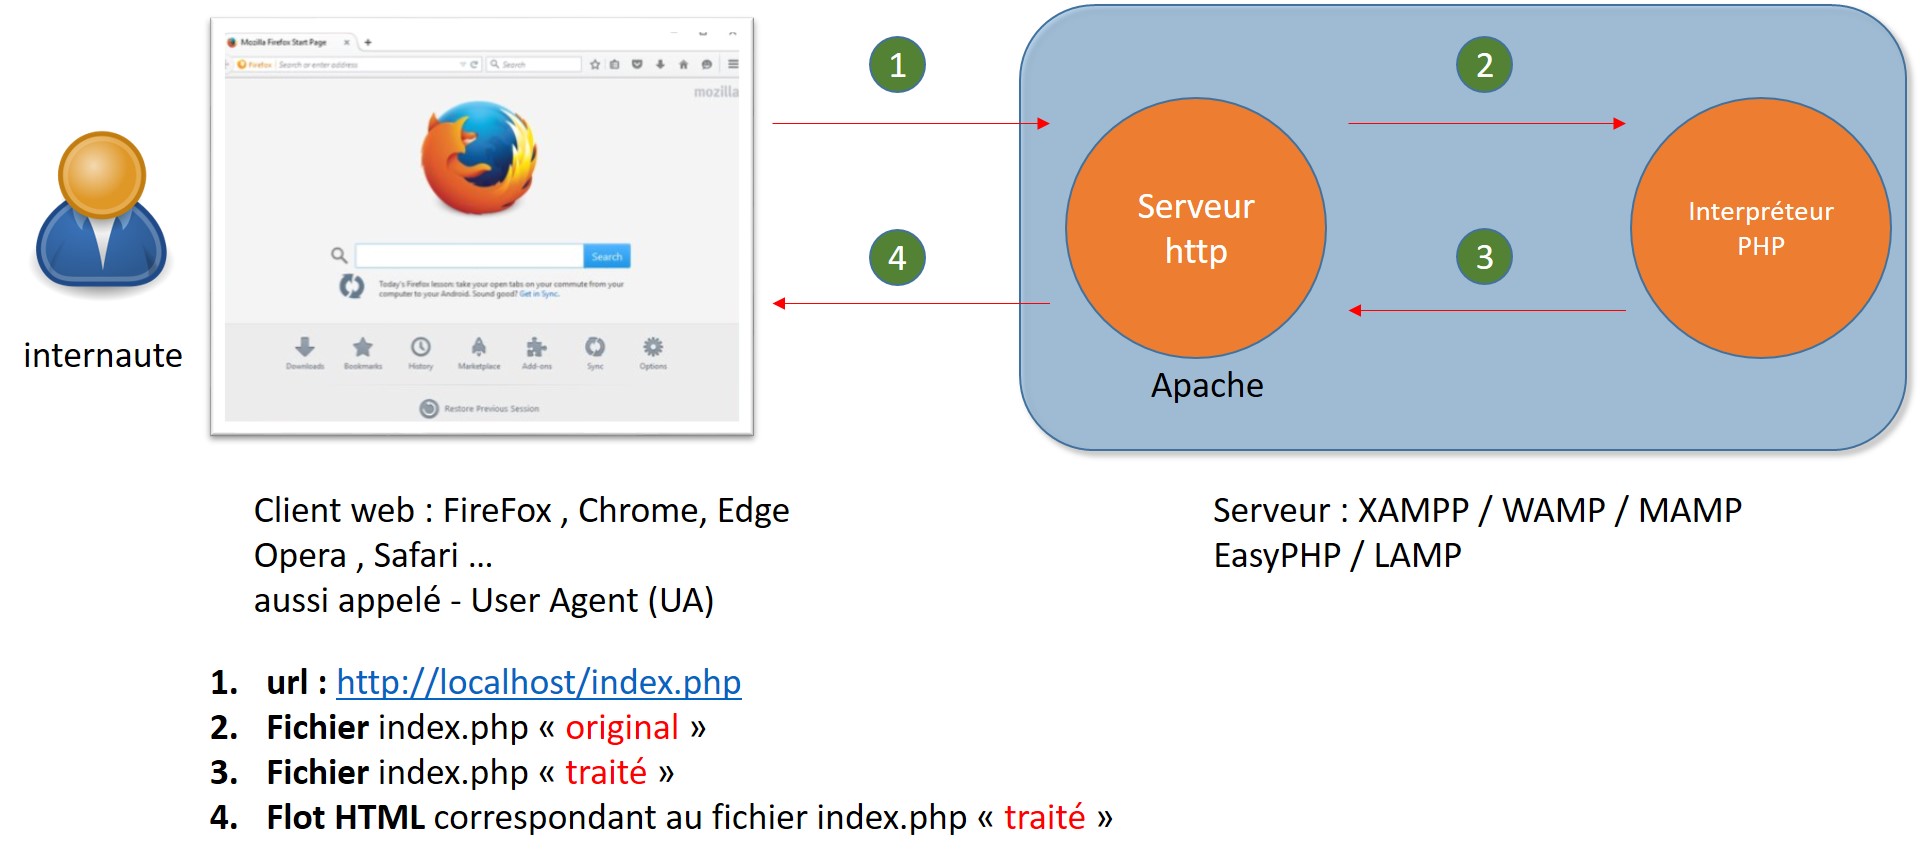 Mozilla Firefox Start Page
Firefox
Search or enter address
Search
mozilla
Search
Today's Firefox lesson: take your open tabs on your commute from your
computer to your Android. Sound good? Get in Sync.
Downloads
Bookmarks
History
Marketplace
Add-ons
Sync
Options
Restore Previous Session
internaute
1
2
4
3
Serveur
http
Interpréteur
PHP
Apache
Client web : FireFox , Chrome, Edge
Opera , Safari ...
aussi appelé - User Agent (UA)
Serveur : XAMPP / WAMP / MAMP
EasyPHP / LAMP
1. url : http://localhost/index.php
2. Fichier index.php « original »
3. Fichier index.php « traité »
4. Flot HTML correspondant au fichier index.php « traité »